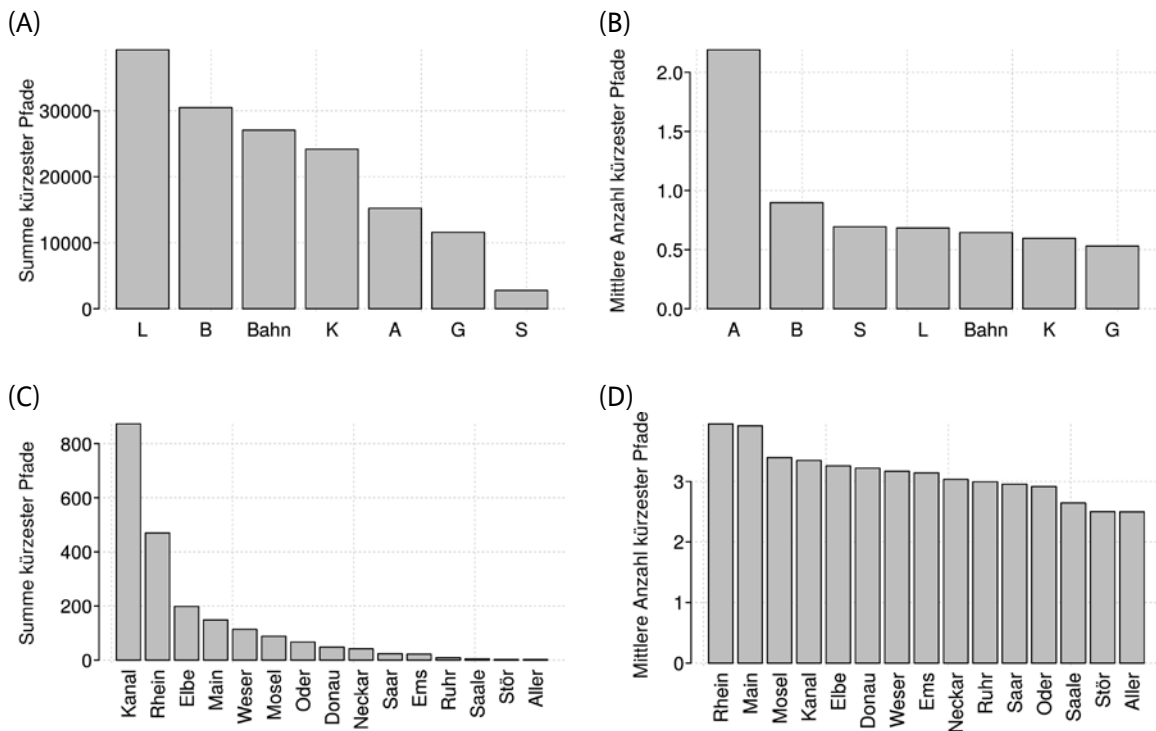 (A)
Summe kürzester Pfade
30000
20000
10000
0
L B Bahn K A G S
(B)
Mittlere Anzahl kürzester Pfade
2.0
1.5
1.0
0.5
0.0
A B S L Bahn K G
(C)
Summe kürzester Pfade
800
600
400
200
0
Kanal
Rhein
Elbe
Main
Weser
Mosel
Oder
Donau
Neckar
Saar
Ems
Ruhr
Saale
Stör
Aller
(D)
Mittlere Anzahl kürzester Pfade
3
2
1
0
Rhein
Main
Mosel
Kanal
Elbe
Donau
Weser
Ems
Neckar
Ruhr
Saar
Oder
Saale
Stör
Aller